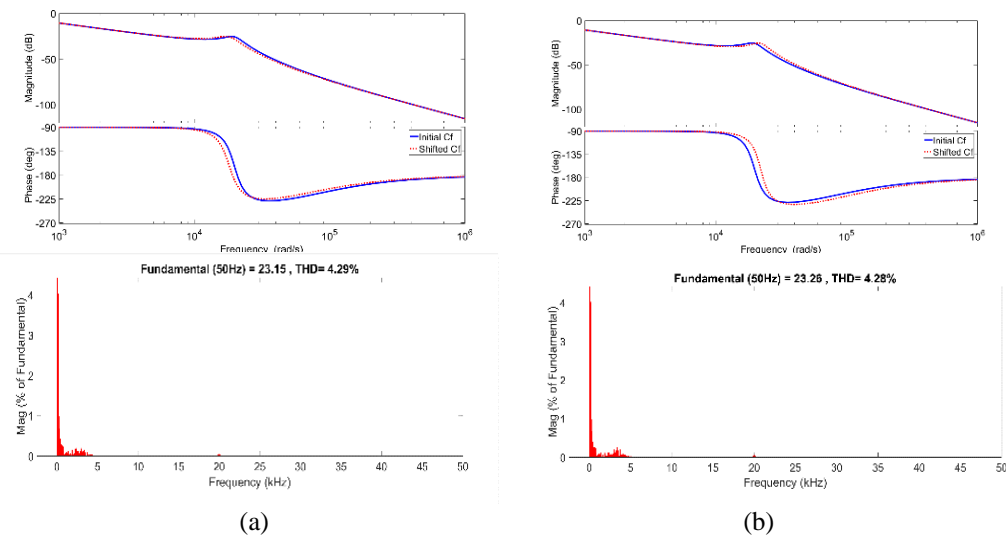 0
-50
-100
Magnitude (dB)
-90
-135
-180
-225
-270
Phase (deg)
Initial Cf
Shifted Cf
10^3
10^4
10^5
10^6
Frequency (rad/s)
Fundamental (50Hz) = 23.15 , THD= 4.29%
4
3
2
1
0
Mag (% of Fundamental)
0 5 10 15 20 25 30 35 40 45 50
Frequency (kHz)
(a)
0
-50
-100
Magnitude (dB)
-90
-135
-180
-225
-270
Phase (deg)
Initial Cf
Shifted Cf
10^3
10^4
10^5
10^6
Frequency (rad/s)
Fundamental (50Hz) = 23.26 , THD= 4.28%
4
3
2
1
0
Mag (% of Fundamental)
0 5 10 15 20 25 30 35 40 45 50
Frequency (kHz)
(b)